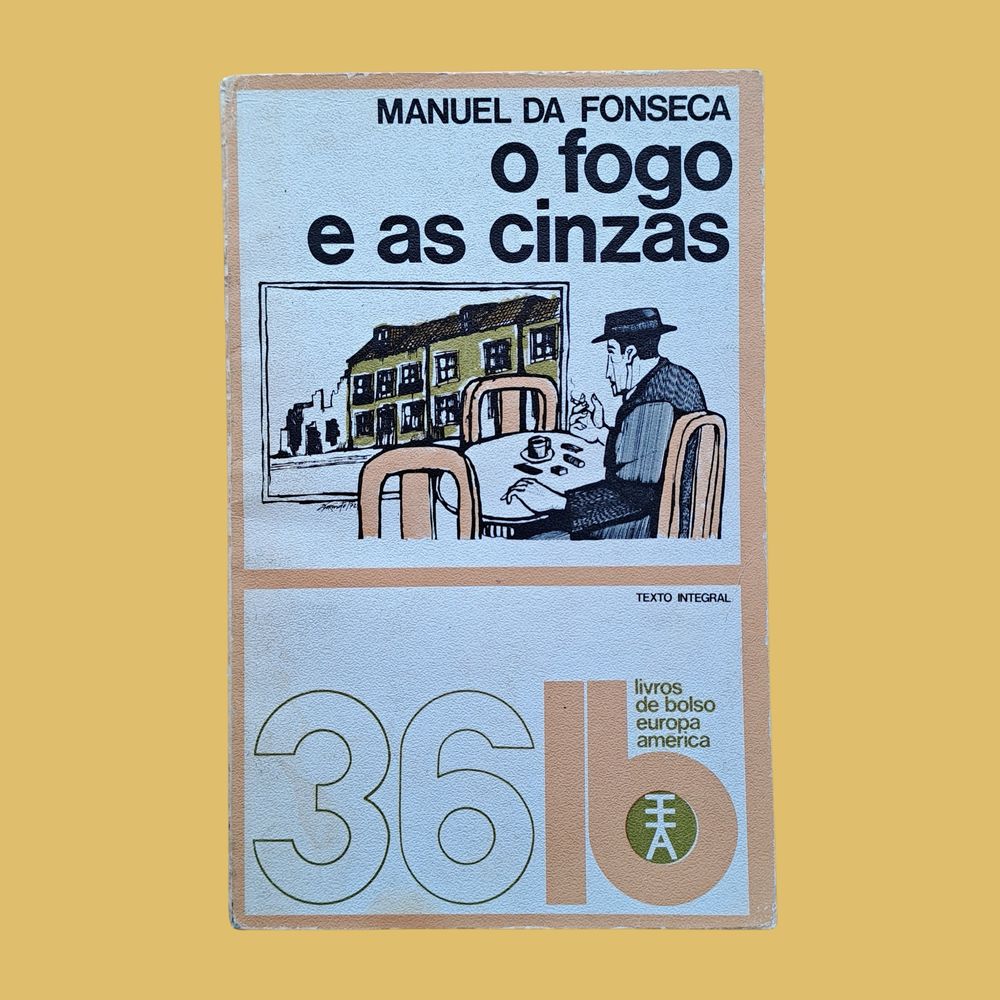 MANUEL DA FONSECA
o fogo
e as cinzas
TEXTO INTEGRAL
36 lb
livros
de bolso
europa
america